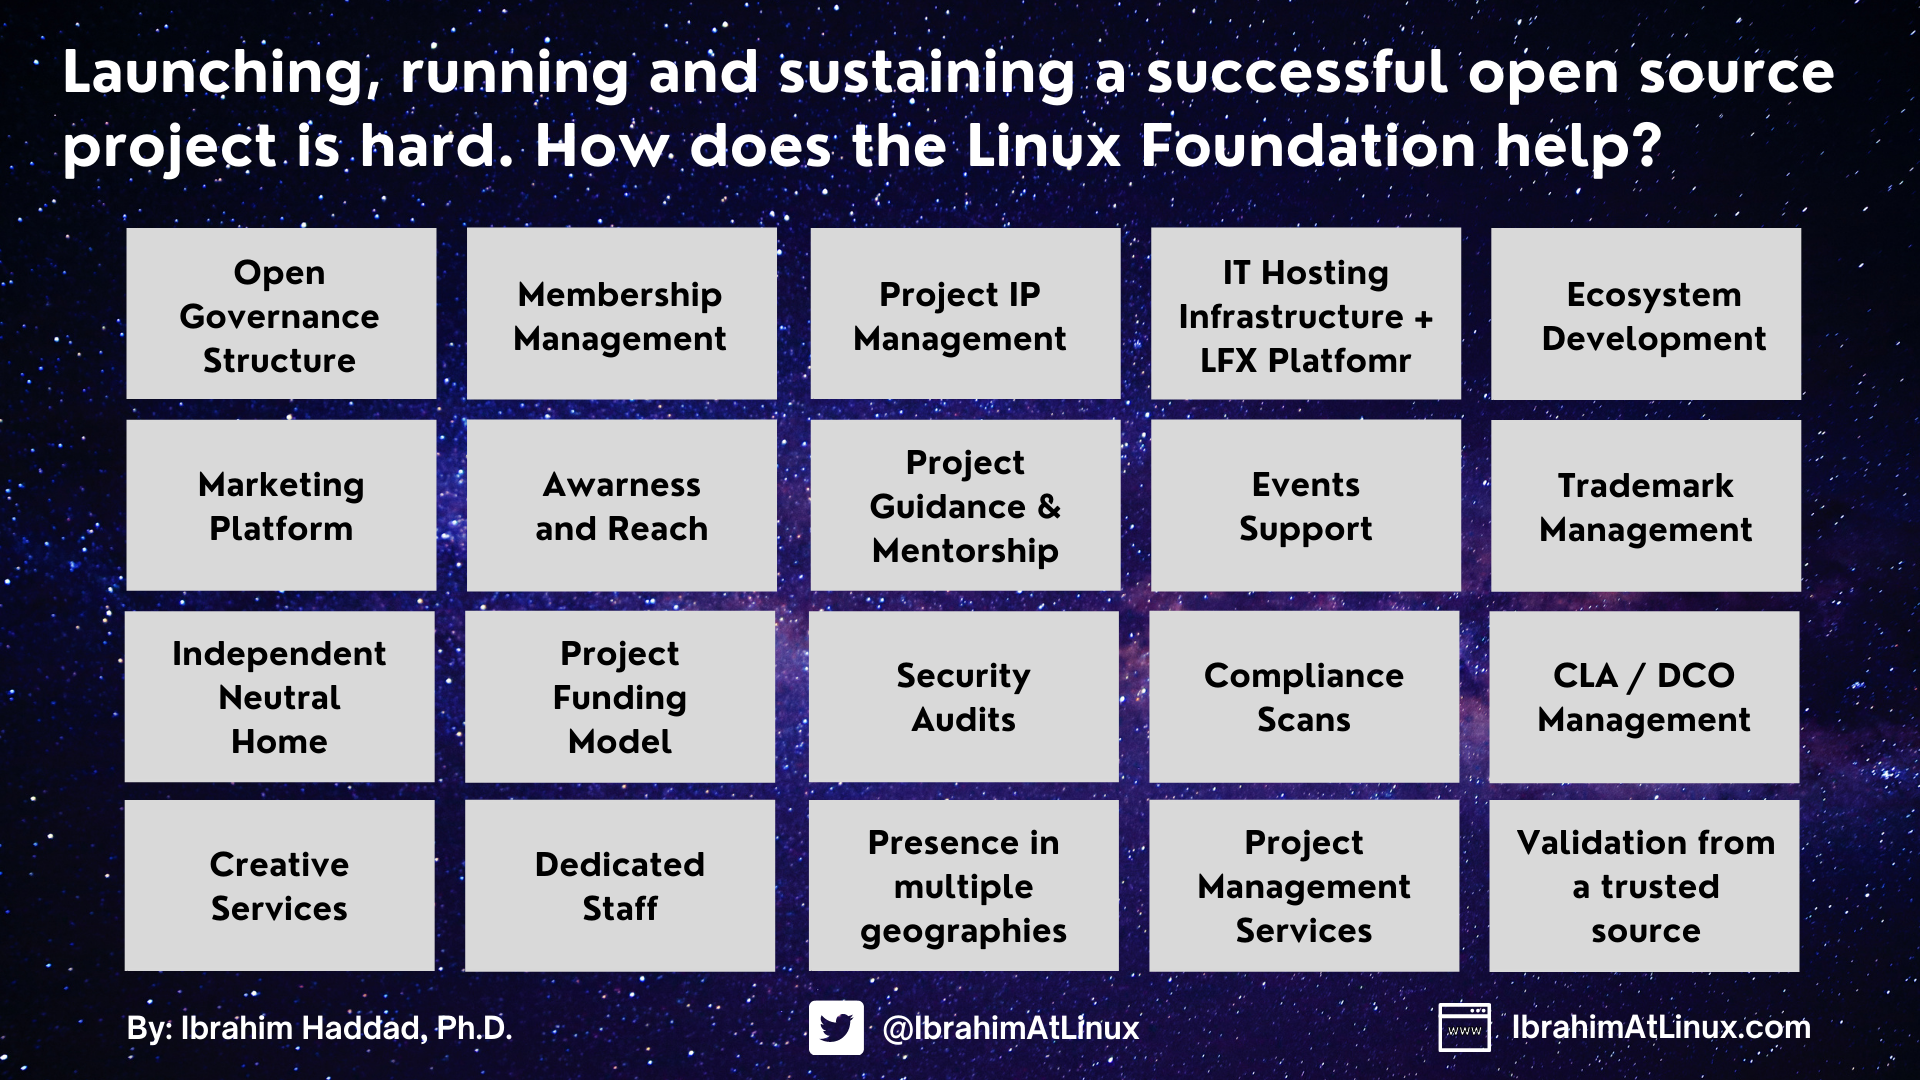 Launching, running and sustaining a successful open source
project is hard. How does the Linux Foundation help?
Open
Governance
Structure
Membership
Management
Project IP
Management
IT Hosting
Infrastructure +
LFX Platfomr
Ecosystem
Development
Marketing
Platform
Awarness
and Reach
Project
Guidance &
Mentorship
Events
Support
Trademark
Management
Independent
Neutral
Home
Project
Funding
Model
Security
Audits
Compliance
Scans
CLA / DCO
Management
Creative
Services
Dedicated
Staff
Presence in
multiple
geographies
Project
Management
Services
Validation from
a trusted
source
By: Ibrahim Haddad, Ph.D.
@IbrahimAtLinux
WWW
IbrahimAtLinux.com